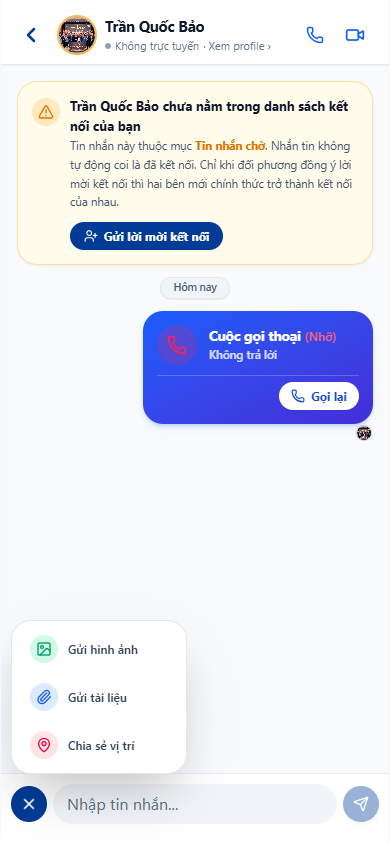 Trần Quốc Bảo
Không trực tuyến · Xem profile ›
Trần Quốc Bảo chưa nằm trong danh sách kết
nối của bạn
Tin nhắn này thuộc mục Tin nhắn chờ. Nhắn tin không
tự động coi là đã kết nối. Chỉ khi đối phương đồng ý lời
mời kết nối thì hai bên mới chính thức trở thành kết nối
của nhau.
Gửi lời mời kết nối
Hôm nay
Cuộc gọi thoại (Nhỡ)
Không trả lời
Gọi lại
Gửi hình ảnh
Gửi tài liệu
Chia sẻ vị trí
Nhập tin nhắn...